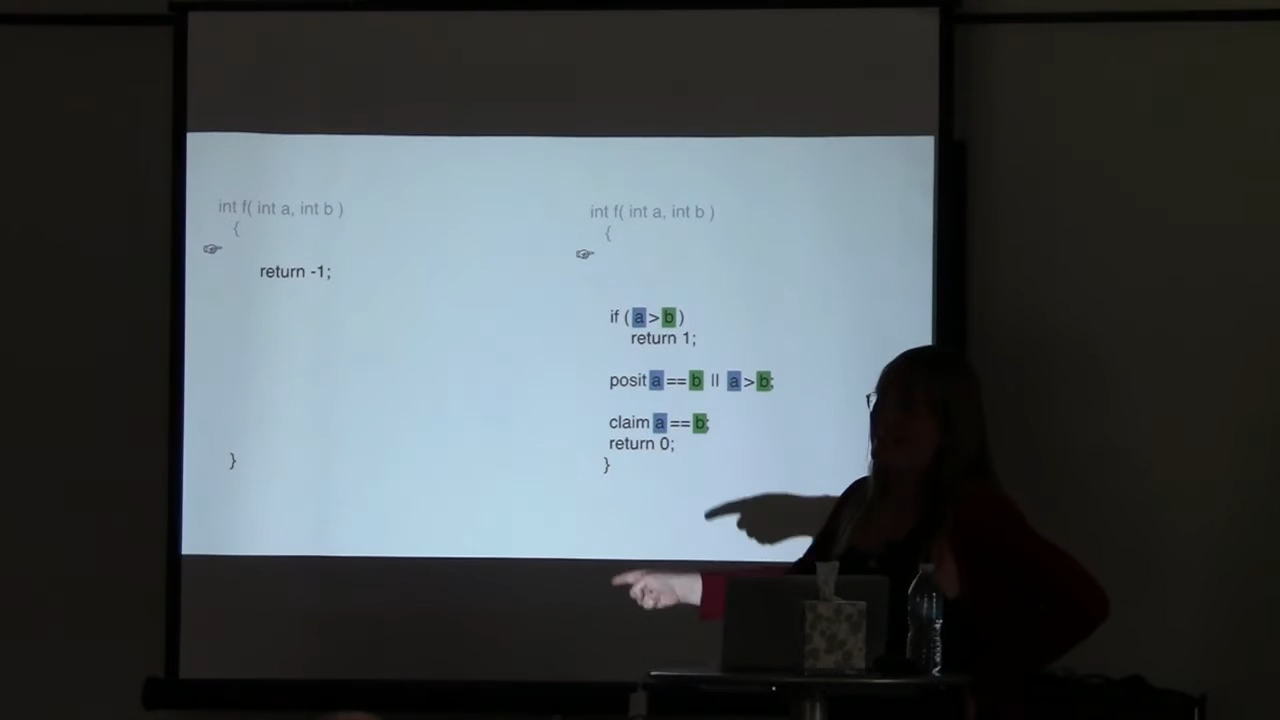 int f( int a, int b )
{
return -1;
}
int f( int a, int b )
{
if ( a > b )
return 1;
posit a == b || a > b;
claim a == b;
return 0;
}